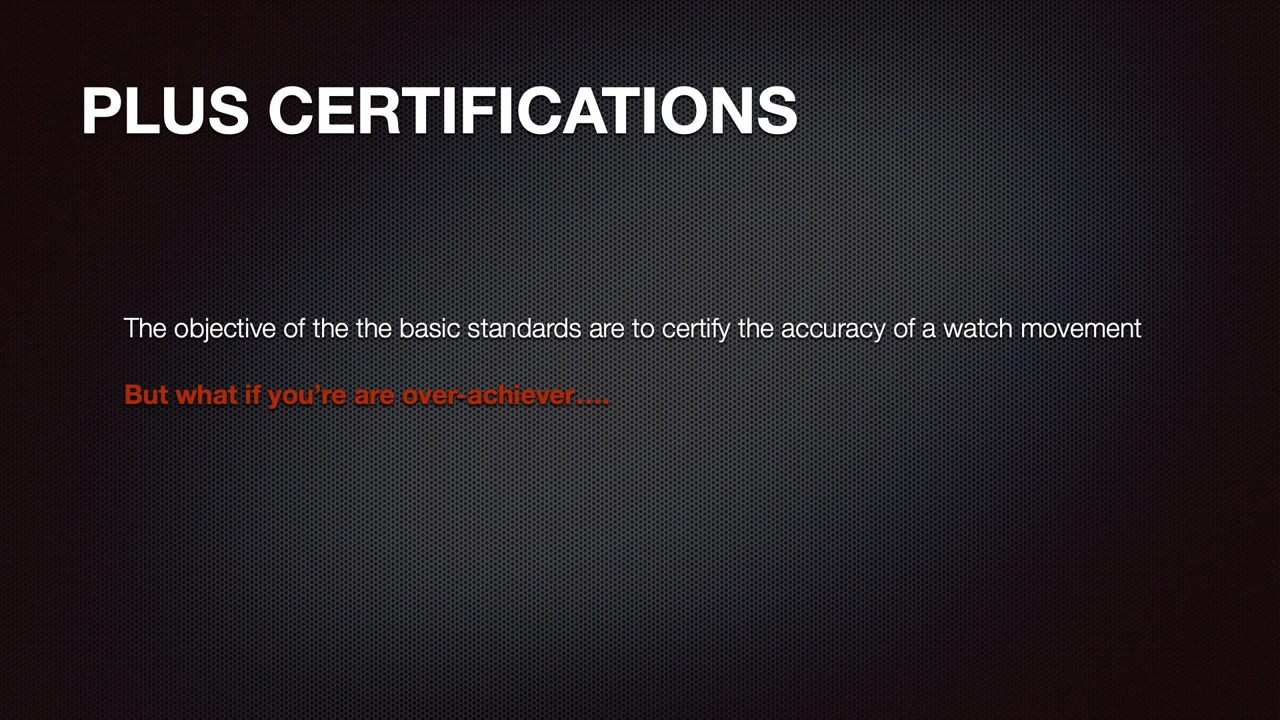 PLUS CERTIFICATIONS
The objective of the the basic standards are to certify the accuracy of a watch movement
But what if you’re are over-achiever....